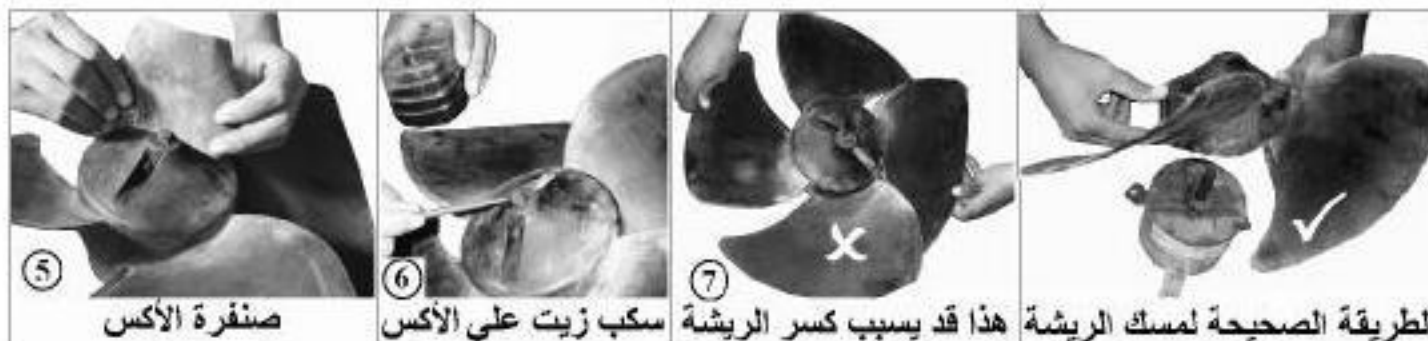 5
صنفرة الأكس
6
سكب زيت على الأكس
7
هذا قد يسبب كسر الريشة
لطريقة الصحيحة لمسك الريشة